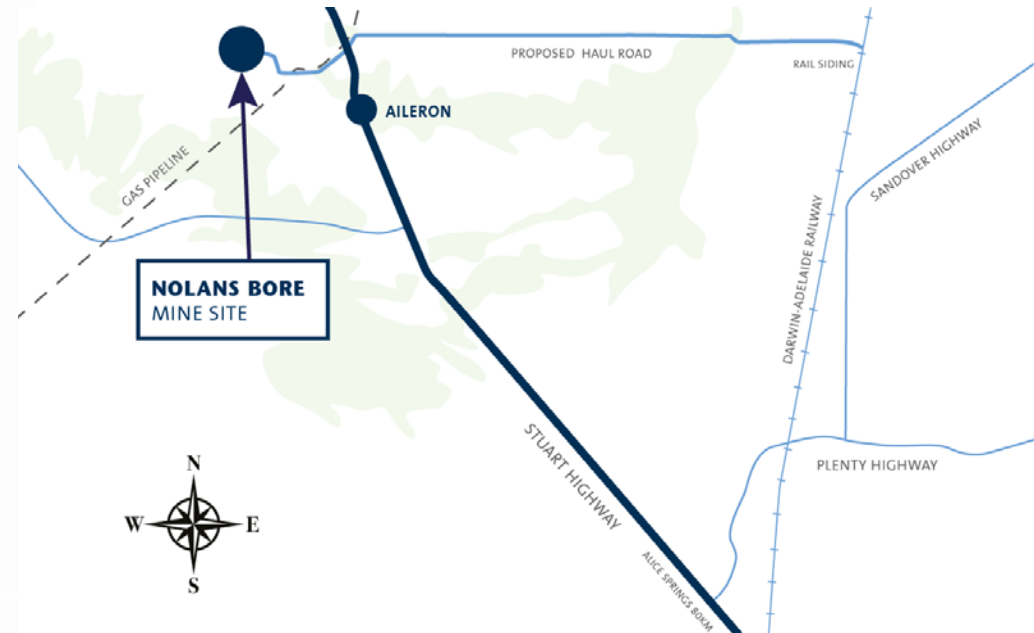 PROPOSED HAUL ROAD
RAIL SIDING
AILERON
SANDOVER HIGHWAY
GAS PIPELINE
DARWIN-ADELAIDE RAILWAY
NOLANS BORE
MINE SITE
STUART HIGHWAY
PLENTY HIGHWAY
N
W
E
S
ALICE SPRINGS 80KM